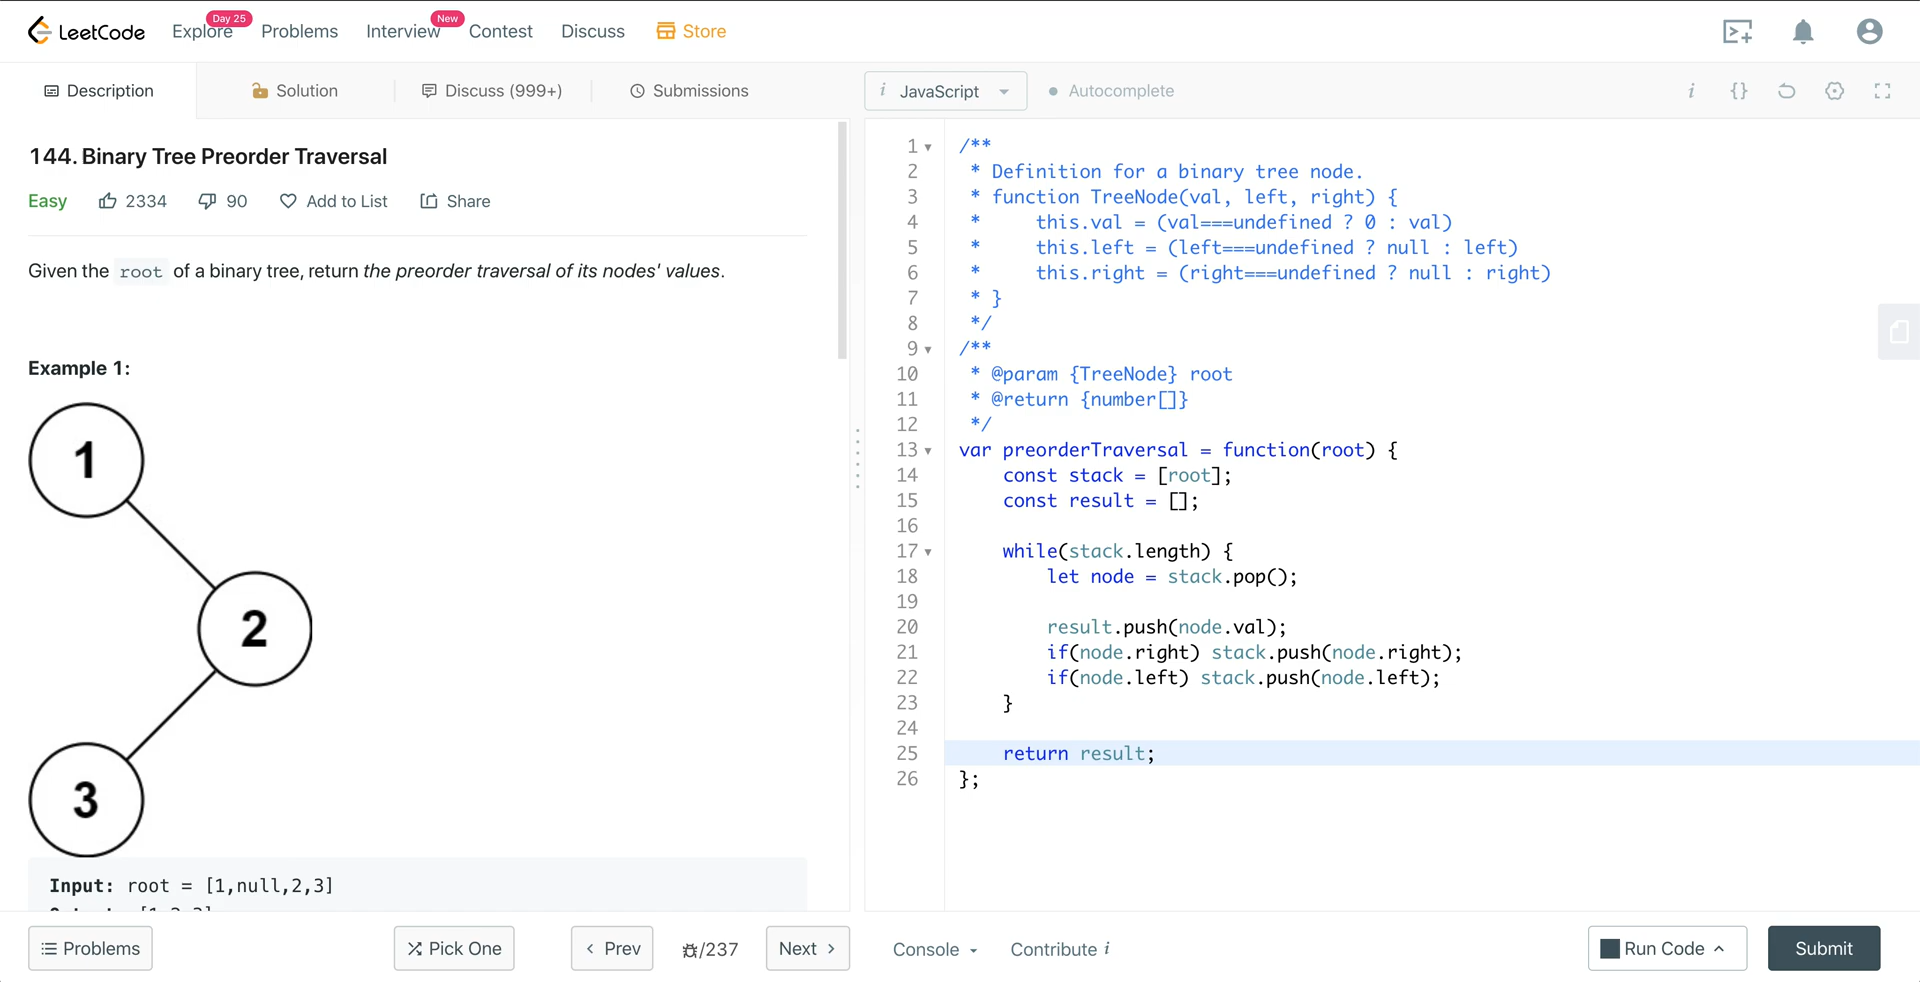 LeetCode
Explore
Day 25
Problems
Interview
New
Contest
Discuss
Store
Description
Solution
Discuss (999+)
Submissions
i JavaScript
Autocomplete
i {}
144. Binary Tree Preorder Traversal
Easy
2334
90
Add to List
Share
Given the root of a binary tree, return the preorder traversal of its nodes' values.
Example 1:
1
2
3
Input: root = [1,null,2,3]
1 /**
2 * Definition for a binary tree node.
3 * function TreeNode(val, left, right) {
4 *     this.val = (val===undefined ? 0 : val)
5 *     this.left = (left===undefined ? null : left)
6 *     this.right = (right===undefined ? null : right)
7 * }
8 */
9 /**
10 * @param {TreeNode} root
11 * @return {number[]}
12 */
13 var preorderTraversal = function(root) {
14     const stack = [root];
15     const result = [];
16
17     while(stack.length) {
18         let node = stack.pop();
19
20         result.push(node.val);
21         if(node.right) stack.push(node.right);
22         if(node.left) stack.push(node.left);
23     }
24
25     return result;
26 };
Problems
Pick One
Prev
/237
Next
Console
Contribute i
Run Code
Submit